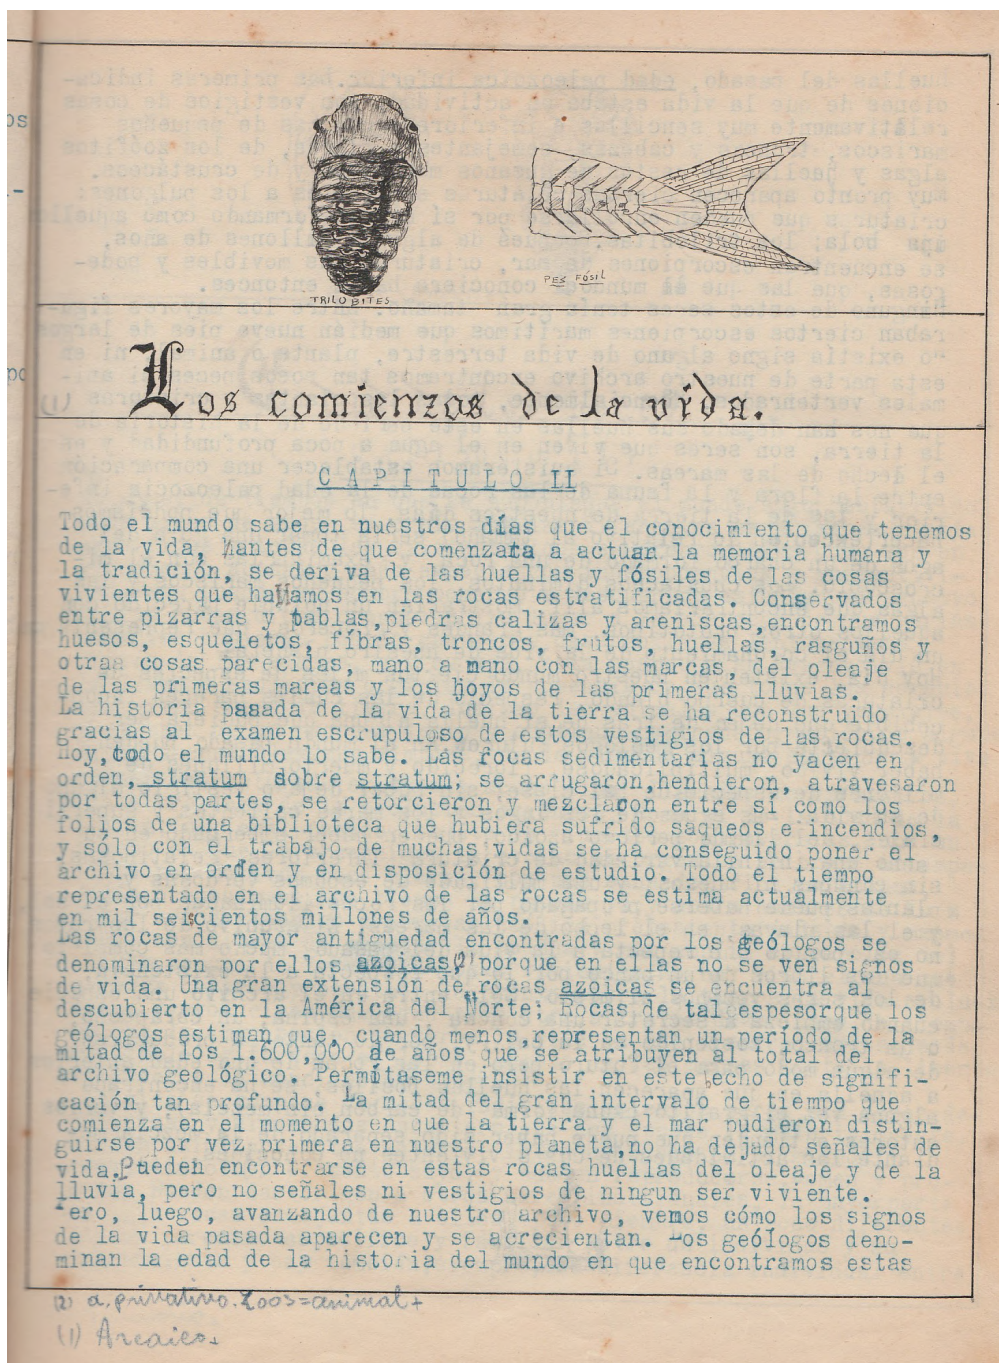 os
-
po
TRILOBITES
PES FÓSIL
Los comienzos de la vida.
CAPITULO II
Todo el mundo sabe en nuestros días que el conocimiento que tenemos
de la vida, antes de que comenzara a actuar la memoria humana y
la tradición, se deriva de las huellas y fósiles de las cosas
vivientes que hallamos en las rocas estratificadas. Conservados
entre pizarras y tablas,piedras calizas y areniscas,encontramos
huesos, esqueletos, fíbras, troncos, frutos, huellas, rasguños y
otras cosas parecidas, mano a mano con las marcas, del oleaje
de las primeras mareas y los hoyos de las primeras lluvias.
La història pasada de la vida de la tierra se ha reconstruido
gracias al examen escrupuloso de estos vestigios de las rocas.
Hoy,todo el mundo lo sabe. Las rocas sedimentarias no yacen en
orden, stratum sobre stratum; se arrugaron,hendieron, atravesaron
por todas partes, se retorcieron y mezclaron entre sí como los
folios de una biblioteca que hubiera sufrido saqueos e incendios,
y sólo con el trabajo de muchas vidas se ha conseguido poner el
archivo en orden y en disposición de estudio. Todo el tiempo
representado en el archivo de las rocas se estima actualmente
en mil seiscientos millones de años.
Las rocas de mayor antiguedad encontradas por los geólogos se
denominaron por ellos azoicas,(2) porque en ellas no se ven signos
de vida. Una gran extensión de rocas azoicas se encuentra al
descubierto en la América del Norte; Rocas de tal espesorque los
geólogos estiman que, cuando menos,representan un período de la
mitad de los 1.600,000 de años que se atribuyen al total del
archivo geológico. Permítaseme insistir en este hecho de signifi-
cación tan profundo. La mitad del gran intervalo de tiempo que
comienza en el momento en que la tierra y el mar pudieron distin-
guirse por vez primera en nuestro planeta,no ha dejado señales de
vida.Pueden encontrarse en estas rocas huellas del oleaje y de la
lluvia, pero no señales ni vestigios de ningun ser viviente.
Pero, luego, avanzando de nuestro archivo, vemos cómo los signos
de la vida pasada aparecen y se acrecientan. Los geólogos deno-
minan la edad de la historia del mundo en que encontramos estas
(2) a. privativo. Zoos=animal
(1) Arcaico